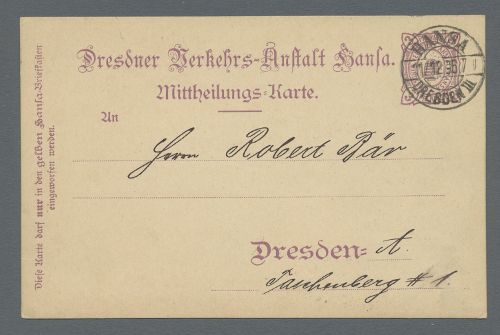 Dresdner Verkehrs-Anstalt Hansa.
Mittheilungs-Karte.
An
Herrn Robert Bär
Dresden= A.
Taschenberg # 1.
Diese Karte darf nur in den gelben Hansa-Briefkasten
eingeworfen werden.
HANSA
DRESDEN II